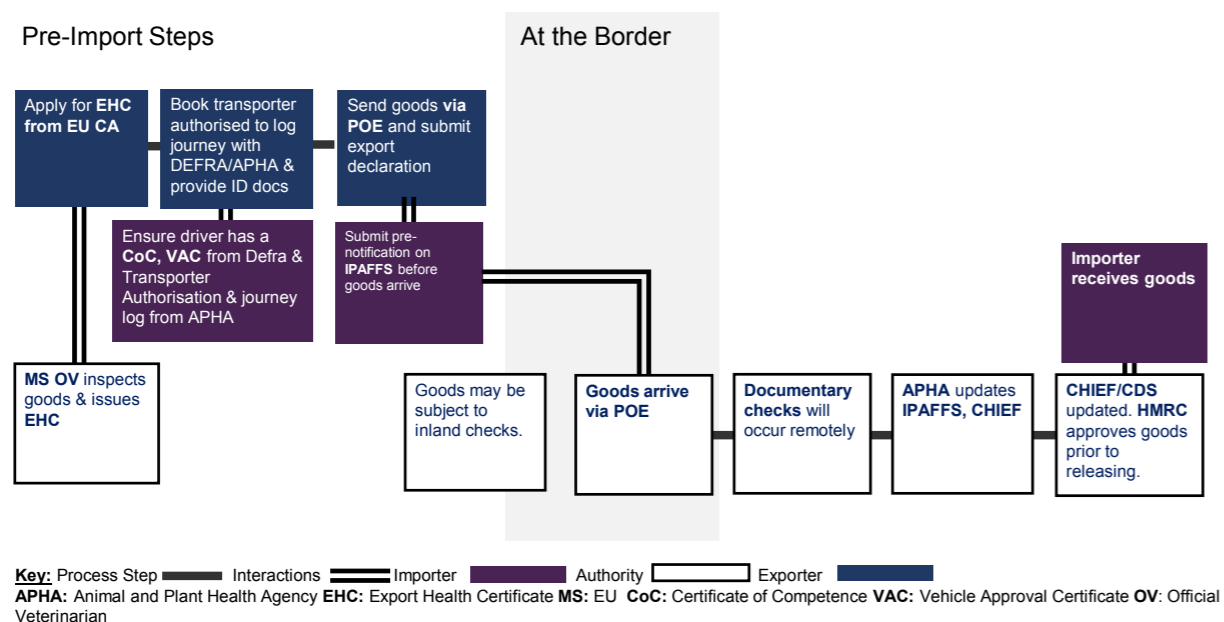 Pre-Import Steps
At the Border
Apply for EHC
from EU CA
Book transporter
authorised to log
journey with
DEFRA/APHA &
provide ID docs
Send goods via
POE and submit
export
declaration
Ensure driver has a
CoC, VAC from Defra &
Transporter
Authorisation & journey
log from APHA
Submit pre-
notification on
IPAFFS before
goods arrive
Importer
receives goods
MS OV inspects
goods & issues
EHC
Goods may be
subject to
inland checks.
Goods arrive
via POE
Documentary
checks will
occur remotely
APHA updates
IPAFFS, CHIEF
CHIEF/CDS
updated. HMRC
approves goods
prior to
releasing.
Key: Process Step Interactions Importer Authority Exporter
APHA: Animal and Plant Health Agency EHC: Export Health Certificate MS: EU CoC: Certificate of Competence VAC: Vehicle Approval Certificate OV: Official
Veterinarian